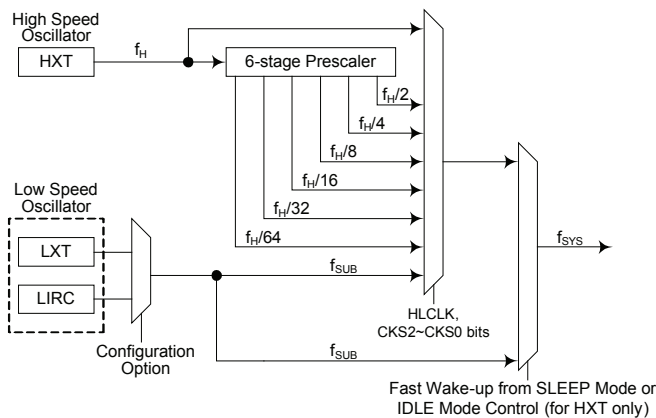 High Speed
Oscillator
HXT
fH
6-stage Prescaler
fH/2
fH/4
fH/8
fH/16
fH/32
fH/64
Low Speed
Oscillator
LXT
LIRC
fSUB
fSYS
HLCLK,
CKS2~CKS0 bits
Configuration
Option
fSUB
Fast Wake-up from SLEEP Mode or
IDLE Mode Control (for HXT only)